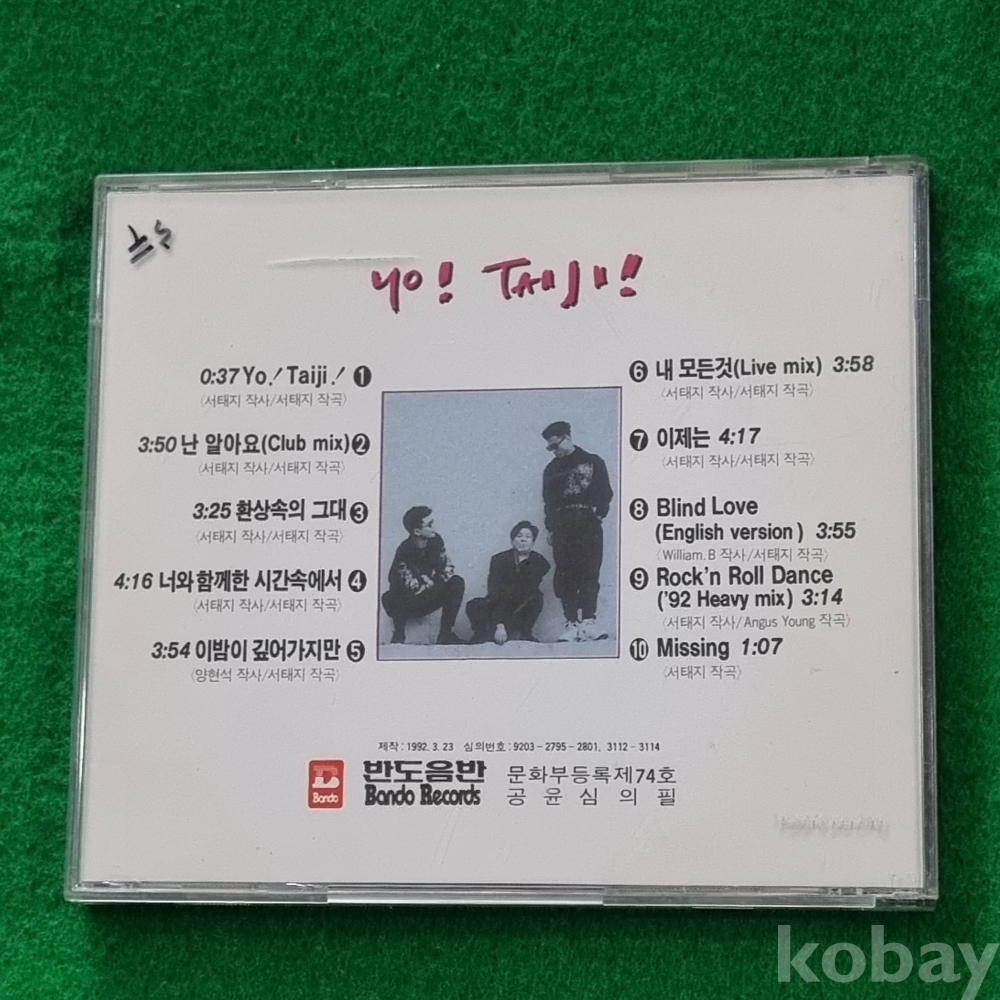 yo! TAIJI!!
0:37 Yo! Taiji! ❶
〈서태지 작사/서태지 작곡〉
3:50 난 알아요(Club mix) ❷
〈서태지 작사/서태지 작곡〉
3:25 환상속의 그대 ❸
〈서태지 작사/서태지 작곡〉
4:16 너와 함께한 시간속에서 ❹
〈서태지 작사/서태지 작곡〉
3:54 이밤이 깊어가지만 ❺
〈양현석 작사/서태지 작곡〉
❻ 내 모든것(Live mix) 3:58
〈서태지 작사/서태지 작곡〉
❼ 이제는 4:17
〈서태지 작사/서태지 작곡〉
❽ Blind Love
(English version) 3:55
〈William. B 작사/서태지 작곡〉
❾ Rock'n Roll Dance
('92 Heavy mix) 3:14
〈서태지 작사/Angus Young 작곡〉
❿ Missing 1:07
〈서태지 작곡〉
제작 : 1992. 3. 23 심의번호 : 9203-2795-2801, 3112-3114
Bando
반도음반 문화부등록제74호
Bando Records 공윤심의필
kobay